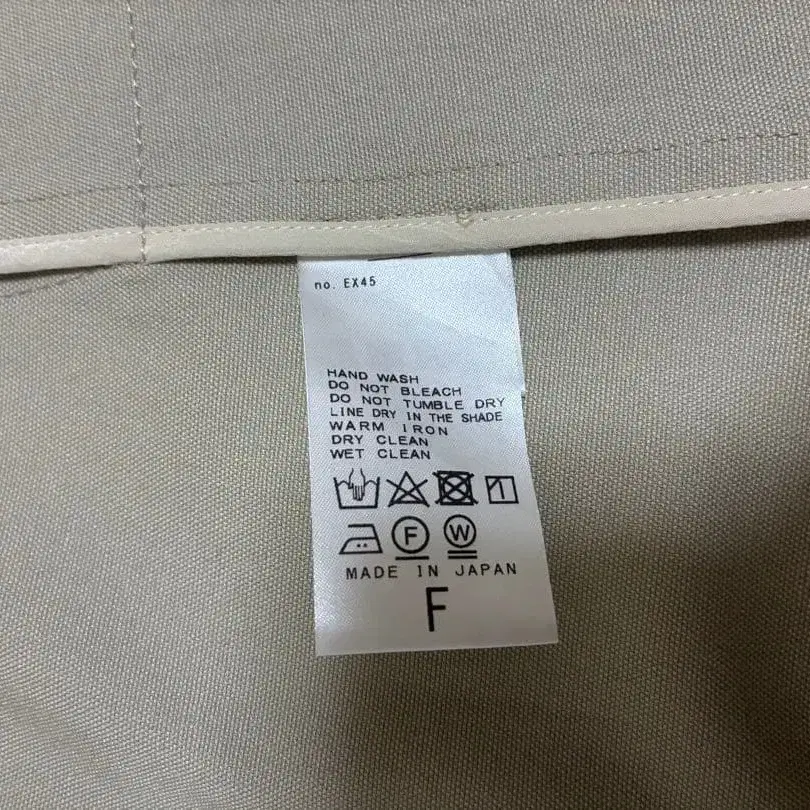 no. EX45
HAND WASH
DO NOT BLEACH
DO NOT TUMBLE DRY
LINE DRY IN THE SHADE
WARM IRON
DRY CLEAN
WET CLEAN
F W
MADE IN JAPAN
F